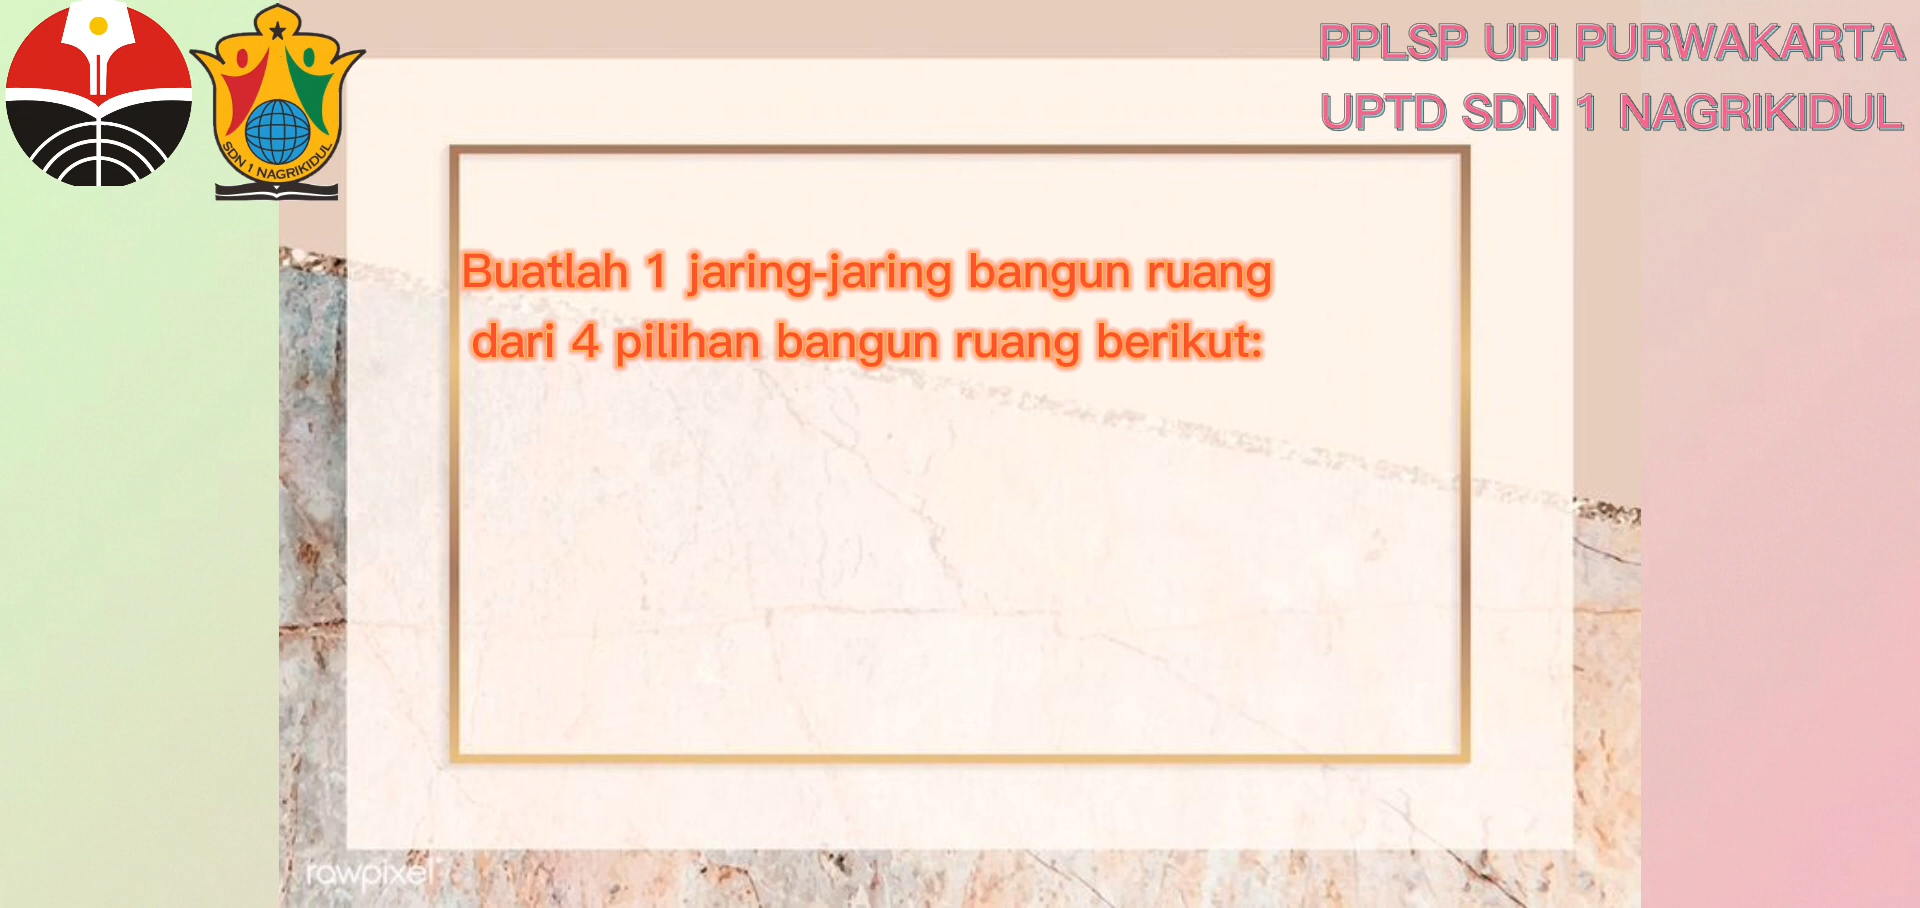 PPLSP UPI PURWAKARTA
UPTD SDN 1 NAGRIKIDUL
SDN 1 NAGRIKIDUL
Buatlah 1 jaring-jaring bangun ruang
dari 4 pilihan bangun ruang berikut:
rawpixel